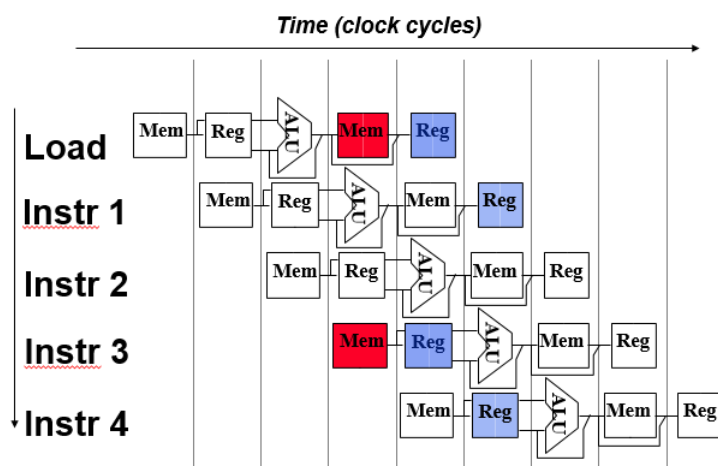 Time (clock cycles)
Load Mem Reg ALU Mem Reg
Instr 1 Mem Reg ALU Mem Reg
Instr 2 Mem Reg ALU Mem Reg
Instr 3 Mem Reg ALU Mem Reg
Instr 4 Mem Reg ALU Mem Reg